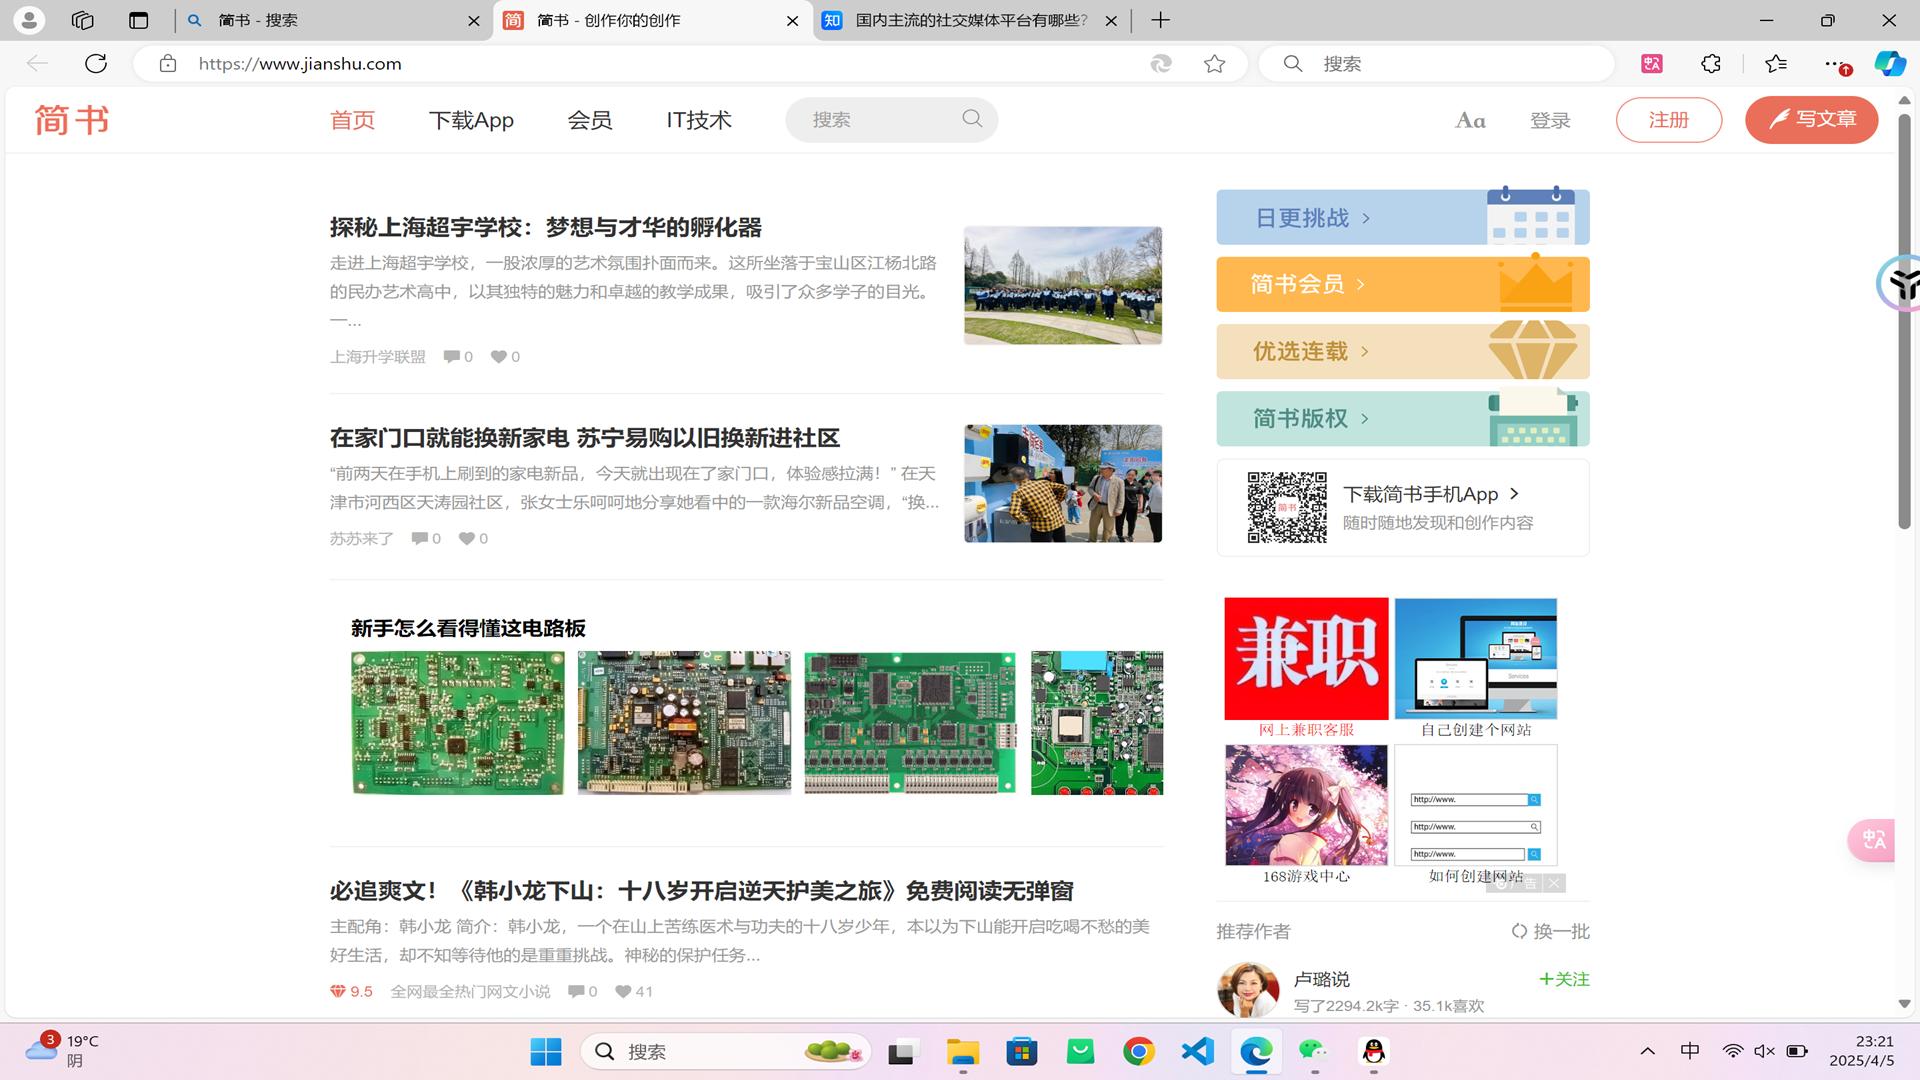 简书 - 搜索
简书 - 创作你的创作
国内主流的社交媒体平台有哪些?
https://www.jianshu.com
搜索
简书
首页
下载App
会员
IT技术
搜索
Aa
登录
注册
写文章
探秘上海超宇学校：梦想与才华的孵化器
走进上海超宇学校，一股浓厚的艺术氛围扑面而来。这所坐落于宝山区江杨北路
的民办艺术高中，以其独特的魅力和卓越的教学成果，吸引了众多学子的目光。
一...
上海升学联盟 0 0
在家门口就能换新家电 苏宁易购以旧换新进社区
“前两天在手机上刷到的家电新品，今天就出现在了家门口，体验感拉满！” 在天
津市河西区天涛园社区，张女士乐呵呵地分享她看中的一款海尔新品空调，“换...
苏苏来了 0 0
新手怎么看得懂这电路板
必追爽文！《韩小龙下山：十八岁开启逆天护美之旅》免费阅读无弹窗
主配角：韩小龙 简介：韩小龙，一个在山上苦练医术与功夫的十八岁少年，本以为下山能开启吃喝不愁的美
好生活，却不知等待他的是重重挑战。神秘的保护任务...
9.5 全网最全热门网文小说 0 41
日更挑战
简书会员
优选连载
简书版权
简书
下载简书手机App
随时随地发现和创作内容
兼职
Services
网上兼职客服
自己创建个网站
http://www.
http://www.
http://www.
168游戏中心
如何创建网站
广告
推荐作者
换一批
卢璐说
+关注
写了2294.2k字 · 35.1k喜欢
中A
3
19°C
阴
搜索
中
23:21
2025/4/5